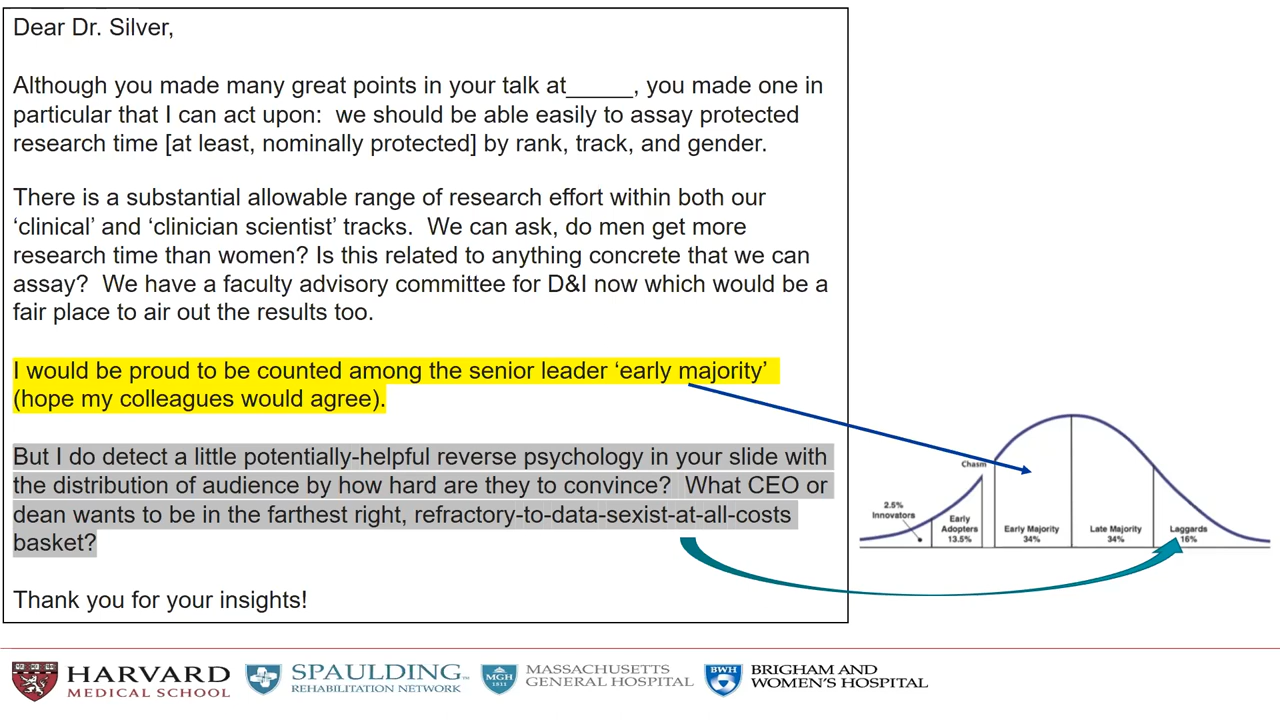 Dear Dr. Silver,
Although you made many great points in your talk at_____, you made one in
particular that I can act upon:  we should be able easily to assay protected
research time [at least, nominally protected] by rank, track, and gender.
There is a substantial allowable range of research effort within both our
‘clinical’ and ‘clinician scientist’ tracks.  We can ask, do men get more
research time than women? Is this related to anything concrete that we can
assay?  We have a faculty advisory committee for D&I now which would be a
fair place to air out the results too.
I would be proud to be counted among the senior leader ‘early majority’
(hope my colleagues would agree).
But I do detect a little potentially-helpful reverse psychology in your slide with
the distribution of audience by how hard are they to convince?  What CEO or
dean wants to be in the farthest right, refractory-to-data-sexist-at-all-costs
basket?
Thank you for your insights!
Chasm
2.5%
Innovators
Early
Adopters
13.5%
Early Majority
34%
Late Majority
34%
Laggards
16%
HARVARD
MEDICAL SCHOOL
SPAULDING
REHABILITATION NETWORK
MGH
1811
MASSACHUSETTS
GENERAL HOSPITAL
BWH
BRIGHAM AND
WOMEN'S HOSPITAL